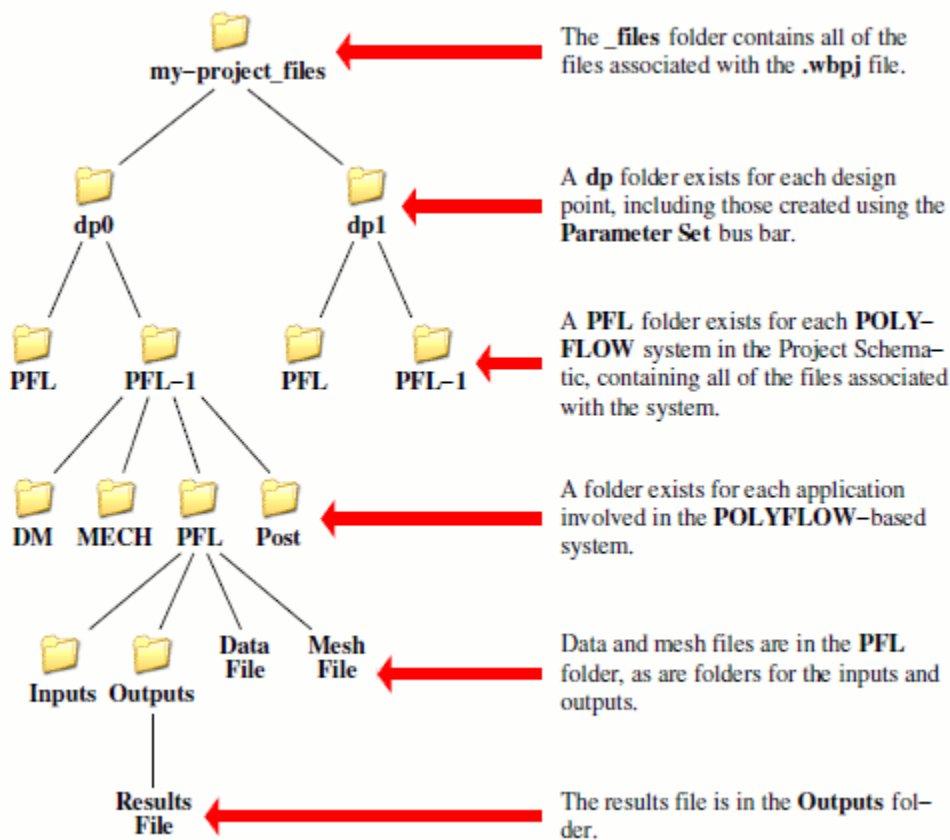 my-project_files
The _files folder contains all of the
files associated with the .wbpj file.
dp0
dp1
A dp folder exists for each design
point, including those created using the
Parameter Set bus bar.
PFL
PFL-1
PFL
PFL-1
A PFL folder exists for each POLY-
FLOW system in the Project Schema-
tic, containing all of the files associated
with the system.
DM
MECH
PFL
Post
A folder exists for each application
involved in the POLYFLOW-based
system.
Inputs
Outputs
Data
File
Mesh
File
Data and mesh files are in the PFL
folder, as are folders for the inputs and
outputs.
Results
File
The results file is in the Outputs fol-
der.